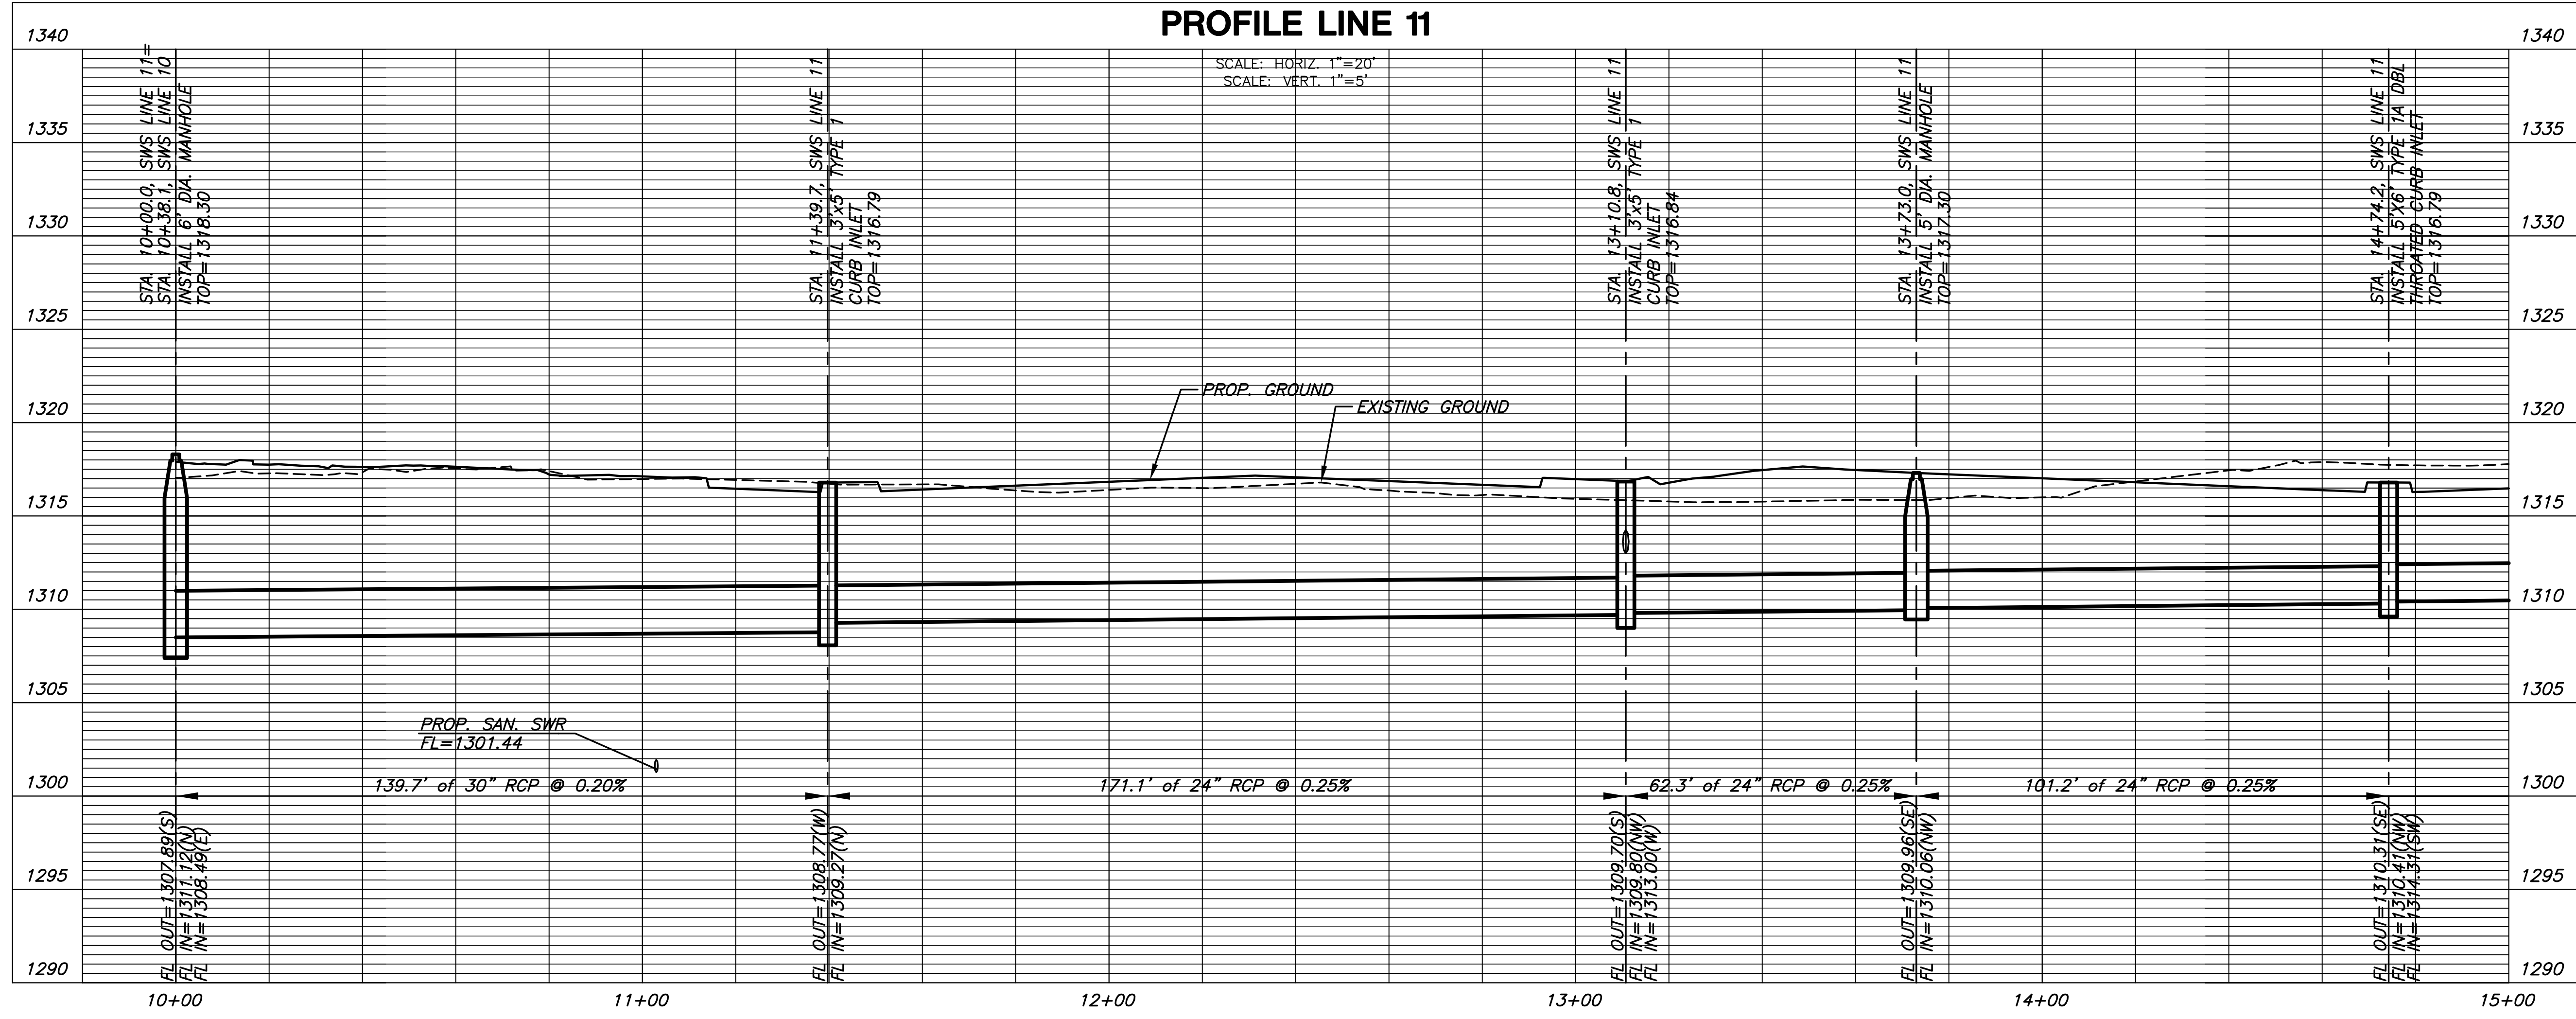 PROFILE LINE 11
SCALE: HORIZ. 1"=20'
SCALE: VERT. 1"=5'
1340
1335
1330
1325
1320
1315
1310
1305
1300
1295
1290
1340
1335
1330
1325
1320
1315
1310
1305
1300
1295
1290
STA. 10+00.0, SWS LINE 11=
STA. 10+38.1, SWS LINE 10
INSTALL 6' DIA. MANHOLE
TOP=1318.30
STA. 11+39.7, SWS LINE 11
INSTALL 3'x5' TYPE 1
CURB INLET
TOP=1316.79
STA. 13+10.8, SWS LINE 11
INSTALL 3'x5' TYPE 1
CURB INLET
TOP=1316.84
STA. 13+73.0, SWS LINE 11
INSTALL 5' DIA. MANHOLE
TOP=1317.30
STA. 14+74.2, SWS LINE 11
INSTALL 5'X6' TYPE 1A DBL
THROATED CURB INLET
TOP=1316.79
PROP. GROUND
EXISTING GROUND
PROP. SAN. SWR
FL=1301.44
139.7' of 30" RCP @ 0.20%
171.1' of 24" RCP @ 0.25%
62.3' of 24" RCP @ 0.25%
101.2' of 24" RCP @ 0.25%
FL OUT=1307.89(S)
FL IN=1311.12(N)
FL IN=1308.49(E)
FL OUT=1308.77(W)
FL IN=1309.27(N)
FL OUT=1309.70(S)
FL IN=1309.80(NW)
FL IN=1313.00(W)
FL OUT=1309.96(SE)
FL IN=1310.06(NW)
FL OUT=1310.31(SE)
FL IN=1310.41(NW)
FL IN=1314.31(SW)
10+00
11+00
12+00
13+00
14+00
15+00